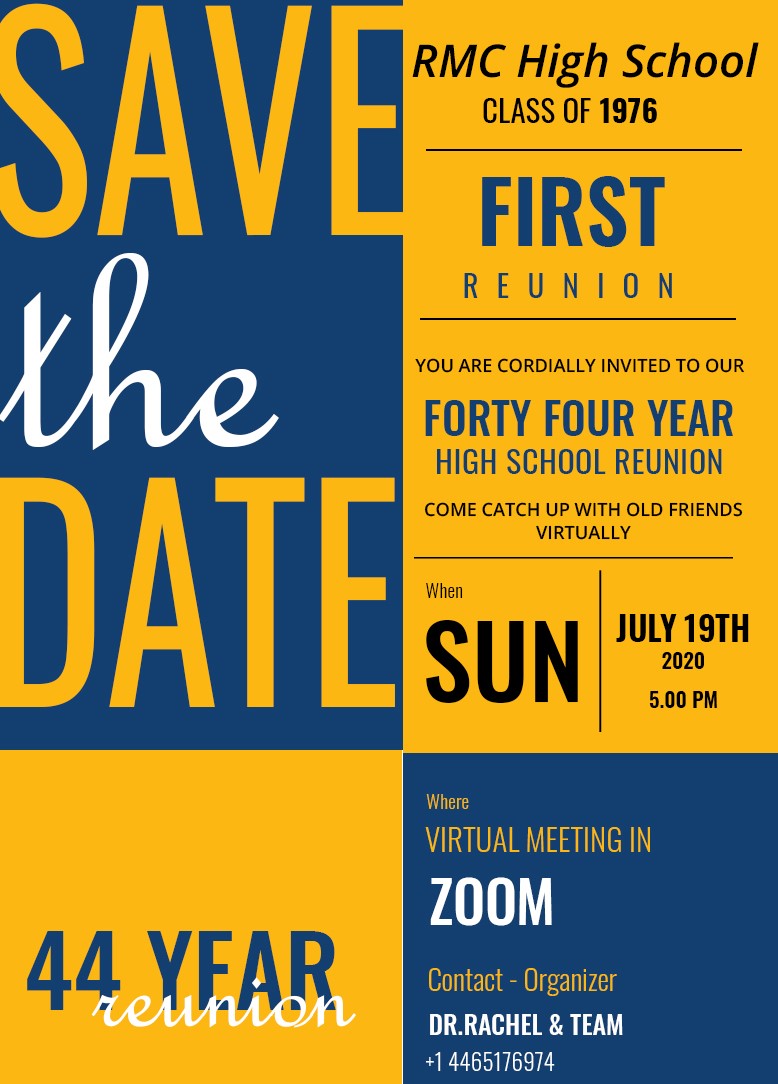 SAVE
the
DATE
44 YEAR
reunion
RMC High School
CLASS OF 1976
FIRST
REUNION
YOU ARE CORDIALLY INVITED TO OUR
FORTY FOUR YEAR
HIGH SCHOOL REUNION
COME CATCH UP WITH OLD FRIENDS
VIRTUALLY
When
SUN
JULY 19TH
2020
5.00 PM
Where
VIRTUAL MEETING IN
ZOOM
Contact - Organizer
DR.RACHEL & TEAM
+1 4465176974